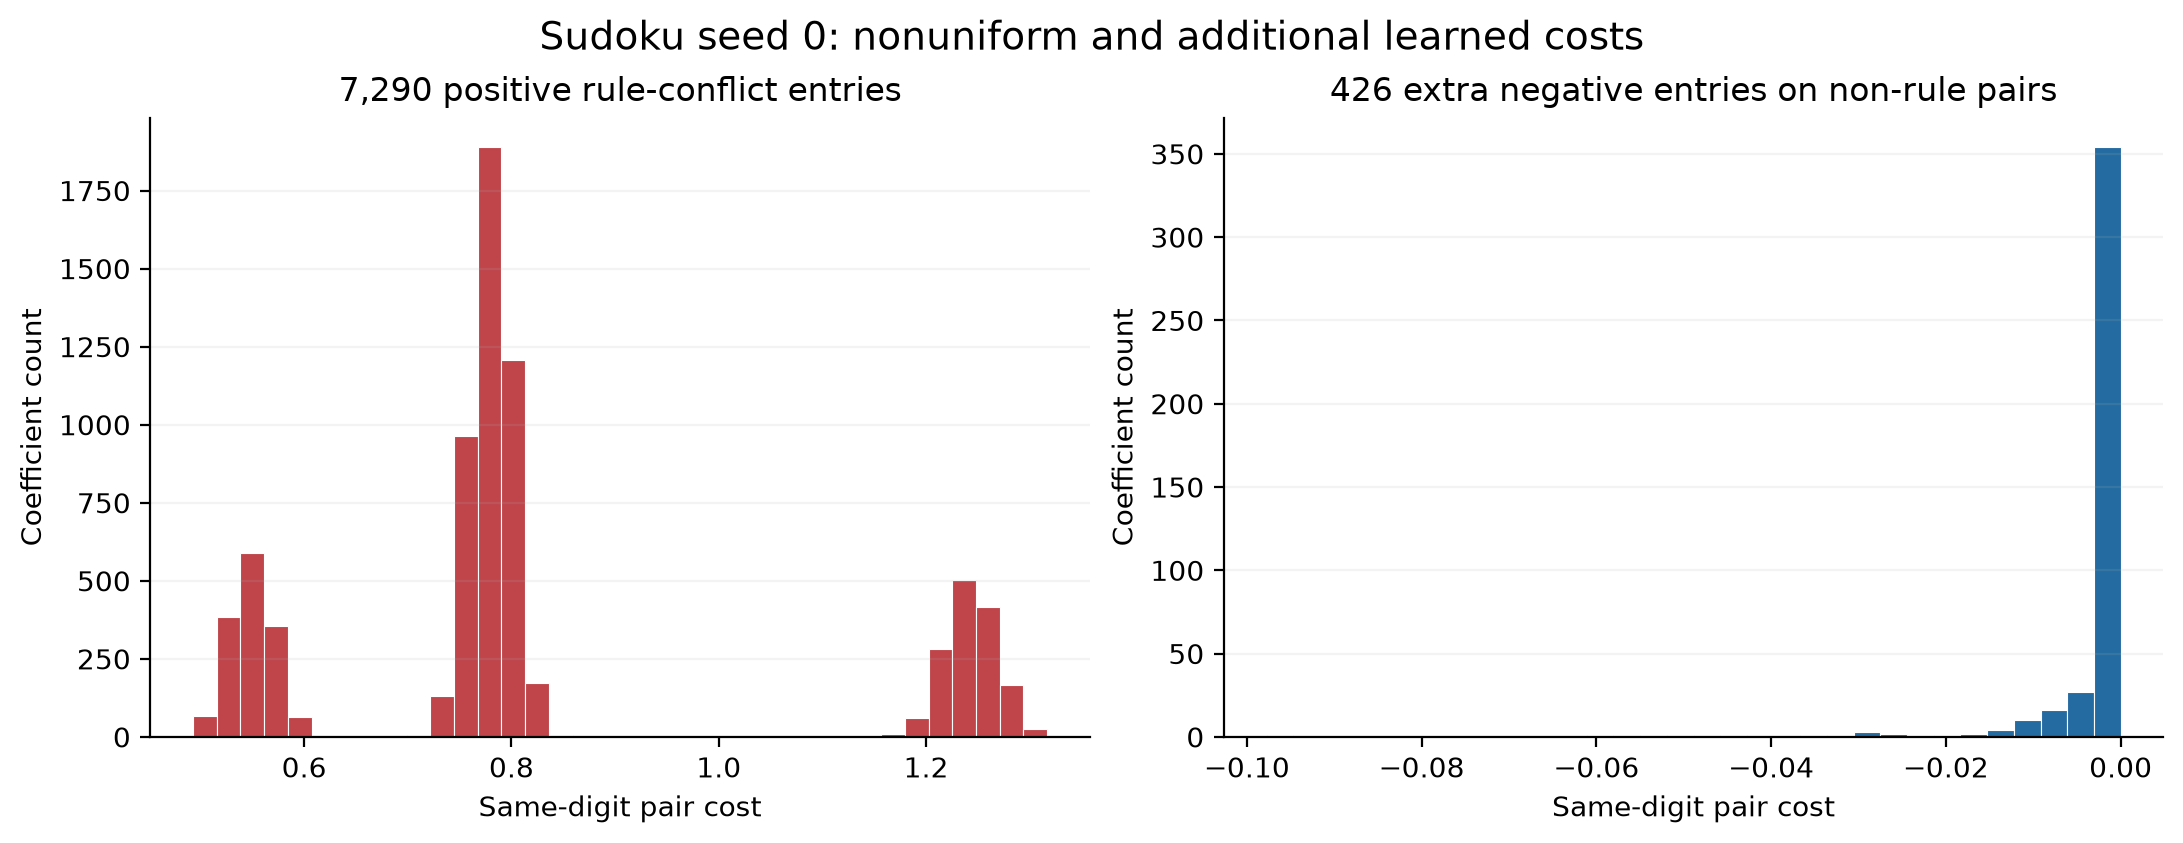 Sudoku seed 0: nonuniform and additional learned costs
7,290 positive rule-conflict entries
Coefficient count
1750
1500
1250
1000
750
500
250
0
0.6 0.8 1.0 1.2
Same-digit pair cost
426 extra negative entries on non-rule pairs
Coefficient count
350
300
250
200
150
100
50
0
−0.10 −0.08 −0.06 −0.04 −0.02 0.00
Same-digit pair cost